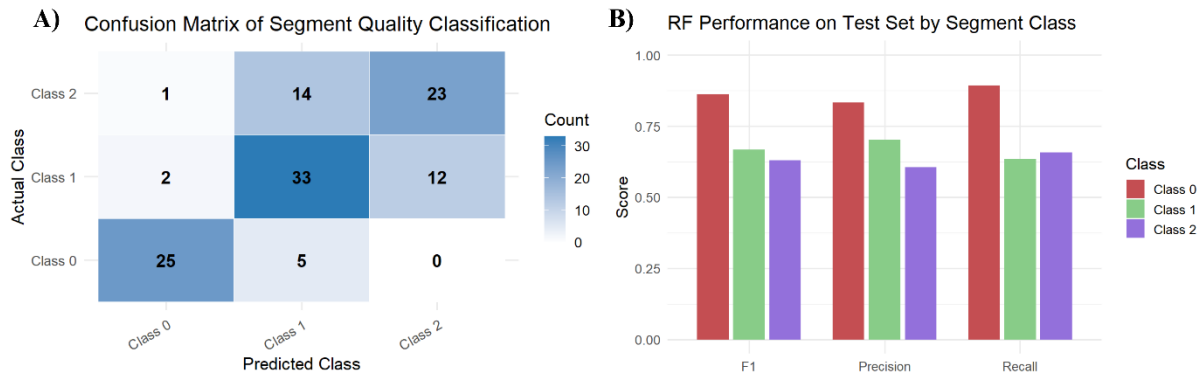 A)
Confusion Matrix of Segment Quality Classification
Actual Class
Class 2
1
14
23
Class 1
2
33
12
Class 0
25
5
0
Class 0
Class 1
Class 2
Predicted Class
Count
30
20
10
0
B)
RF Performance on Test Set by Segment Class
Score
1.00
0.75
0.50
0.25
0.00
F1
Precision
Recall
Class
Class 0
Class 1
Class 2